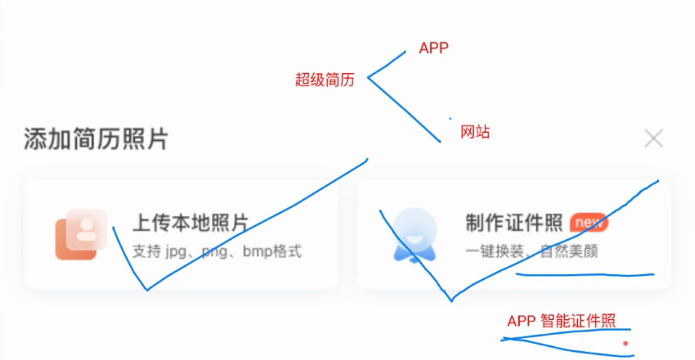 APP
超级简历
网站
添加简历照片
上传本地照片
支持 jpg、png、bmp格式
制作证件照 new
一键换装、自然美颜
APP 智能证件照